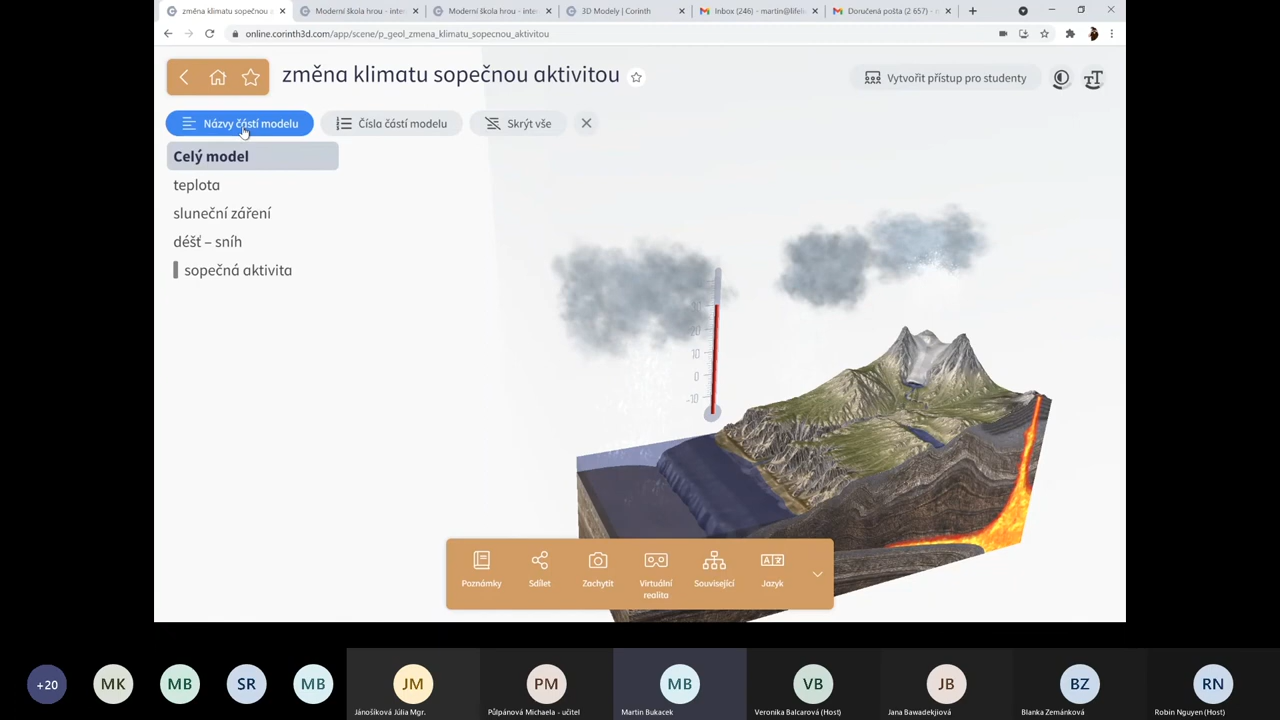 změna klimatu sopečnou a
Moderní škola hrou - inte
Moderní škola hrou - inte
3D Modely | Corinth
Inbox (246) - martin@lifeli
Doručená pošta (2 657) -
online.corinth3d.com/app/scene/p_geol_zmena_klimatu_sopecnou_aktivitou
změna klimatu sopečnou aktivitou
Vytvořit přístup pro studenty
Názvy částí modelu
Čísla částí modelu
Skrýt vše
Celý model
teplota
sluneční záření
déšť – sníh
sopečná aktivita
10
0
-10
Poznámky
Sdílet
Zachytit
Virtuální realita
Související
Jazyk
+20
MK
MB
SR
MB
JM
PM
MB
VB
JB
BZ
RN
Jánošíková Júlia Mgr.
Půlpánová Michaela - učitel
Martin Bukacek
Veronika Balcarová (Host)
Jana Bawadekjiová
Blanka Zemánková
Robin Nguyen (Host)